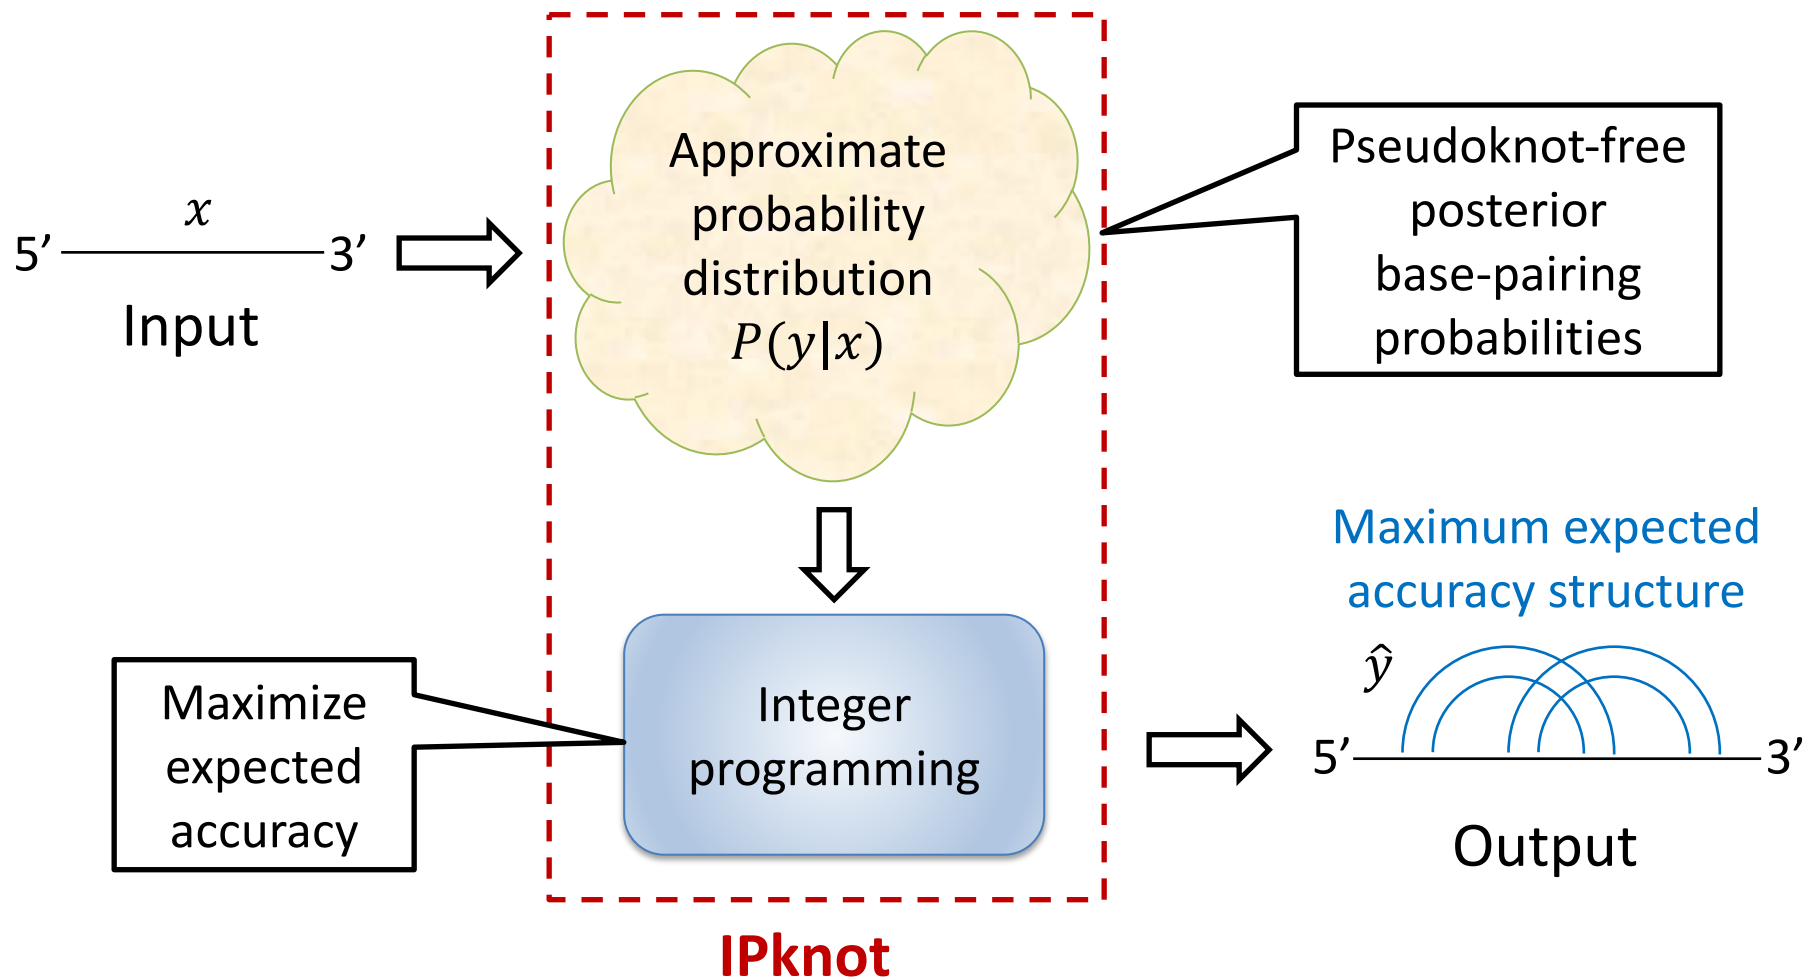 x
5’ 3’
Input
Approximate
probability
distribution
P(y|x)
Pseudoknot-free
posterior
base-pairing
probabilities
Maximize
expected
accuracy
Integer
programming
Maximum expected
accuracy structure
ŷ
5’ 3’
Output
IPknot